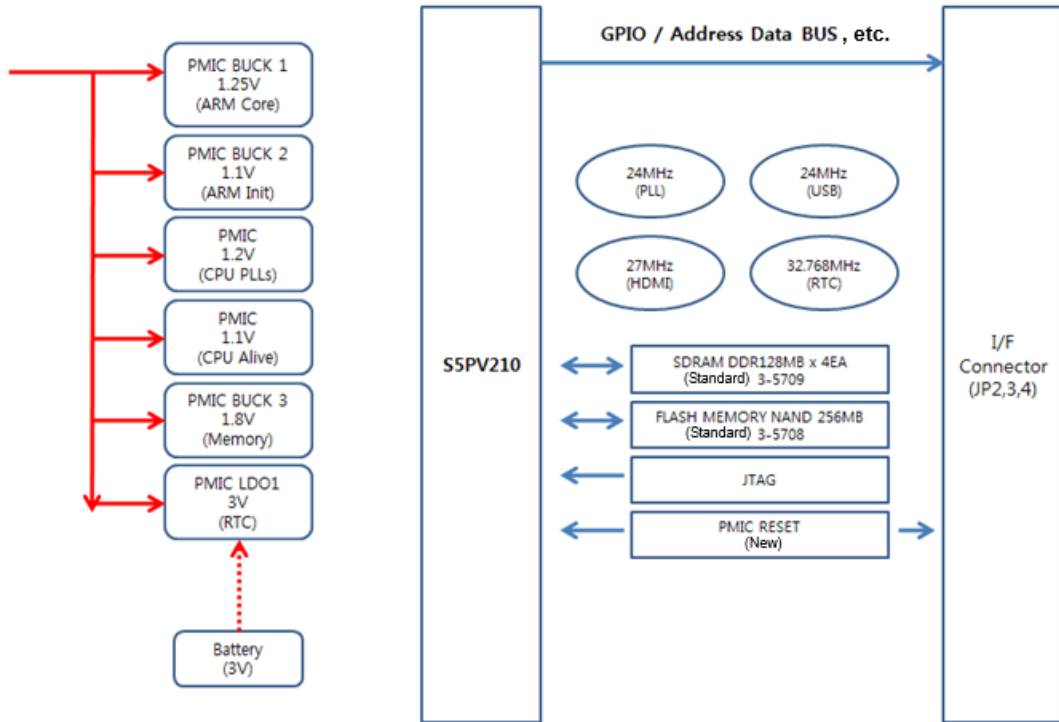 PMIC BUCK 1
1.25V
(ARM Core)
PMIC BUCK 2
1.1V
(ARM Init)
PMIC
1.2V
(CPU PLLs)
PMIC
1.1V
(CPU Alive)
PMIC BUCK 3
1.8V
(Memory)
PMIC LDO1
3V
(RTC)
Battery
(3V)
S5PV210
GPIO / Address Data BUS , etc.
24MHz
(PLL)
24MHz
(USB)
27MHz
(HDMI)
32.768MHz
(RTC)
SDRAM DDR128MB x 4EA
(Standard) 3-5709
FLASH MEMORY NAND 256MB
(Standard) 3-5708
JTAG
PMIC RESET
(New)
I/F
Connector
(JP2,3,4)